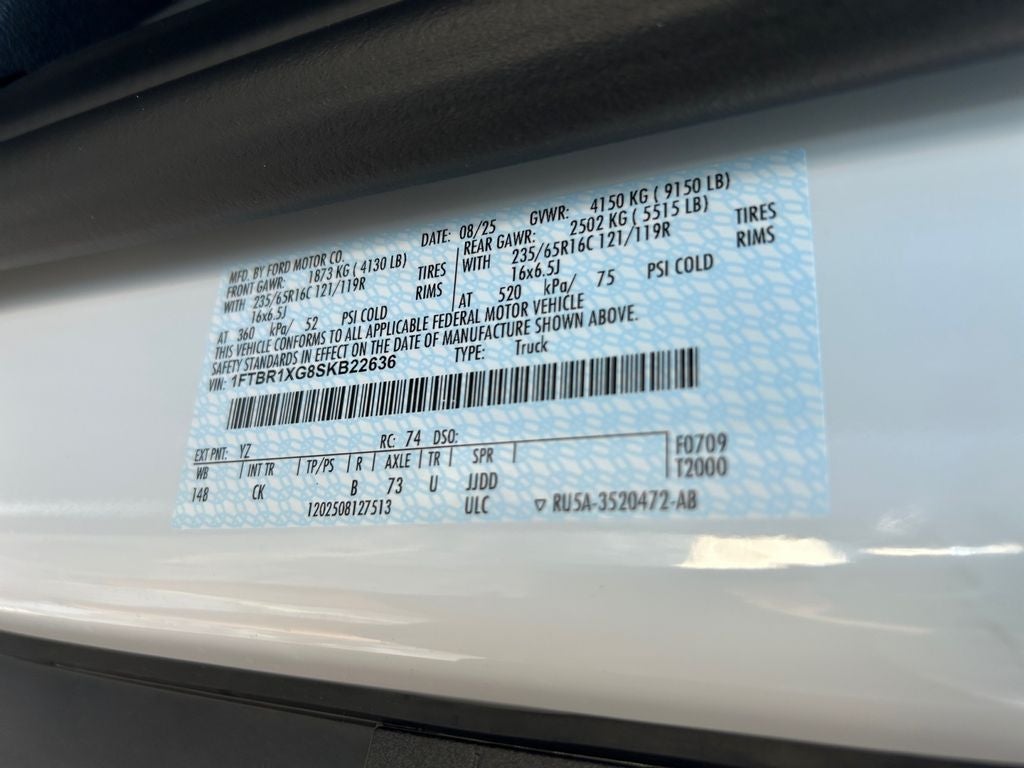 MFD. BY FORD MOTOR CO. DATE: 08/25 GVWR: 4150 KG ( 9150 LB)
FRONT GAWR: 1873 KG ( 4130 LB) REAR GAWR: 2502 KG ( 5515 LB)
WITH 235/65R16C 121/119R TIRES WITH 235/65R16C 121/119R TIRES
16x6.5J RIMS 16x6.5J RIMS
AT 360 kPa/ 52 PSI COLD AT 520 kPa/ 75 PSI COLD
THIS VEHICLE CONFORMS TO ALL APPLICABLE FEDERAL MOTOR VEHICLE
SAFETY STANDARDS IN EFFECT ON THE DATE OF MANUFACTURE SHOWN ABOVE.
VIN: 1FTBR1XG8SKB22636 TYPE: Truck
EXT PNT: YZ RC: 74 DSO: F0709
WB INT TR TP/PS R AXLE TR SPR T2000
148 CK B 73 U JJDD
1202508127513 ULC ▽ RU5A-3520472-AB